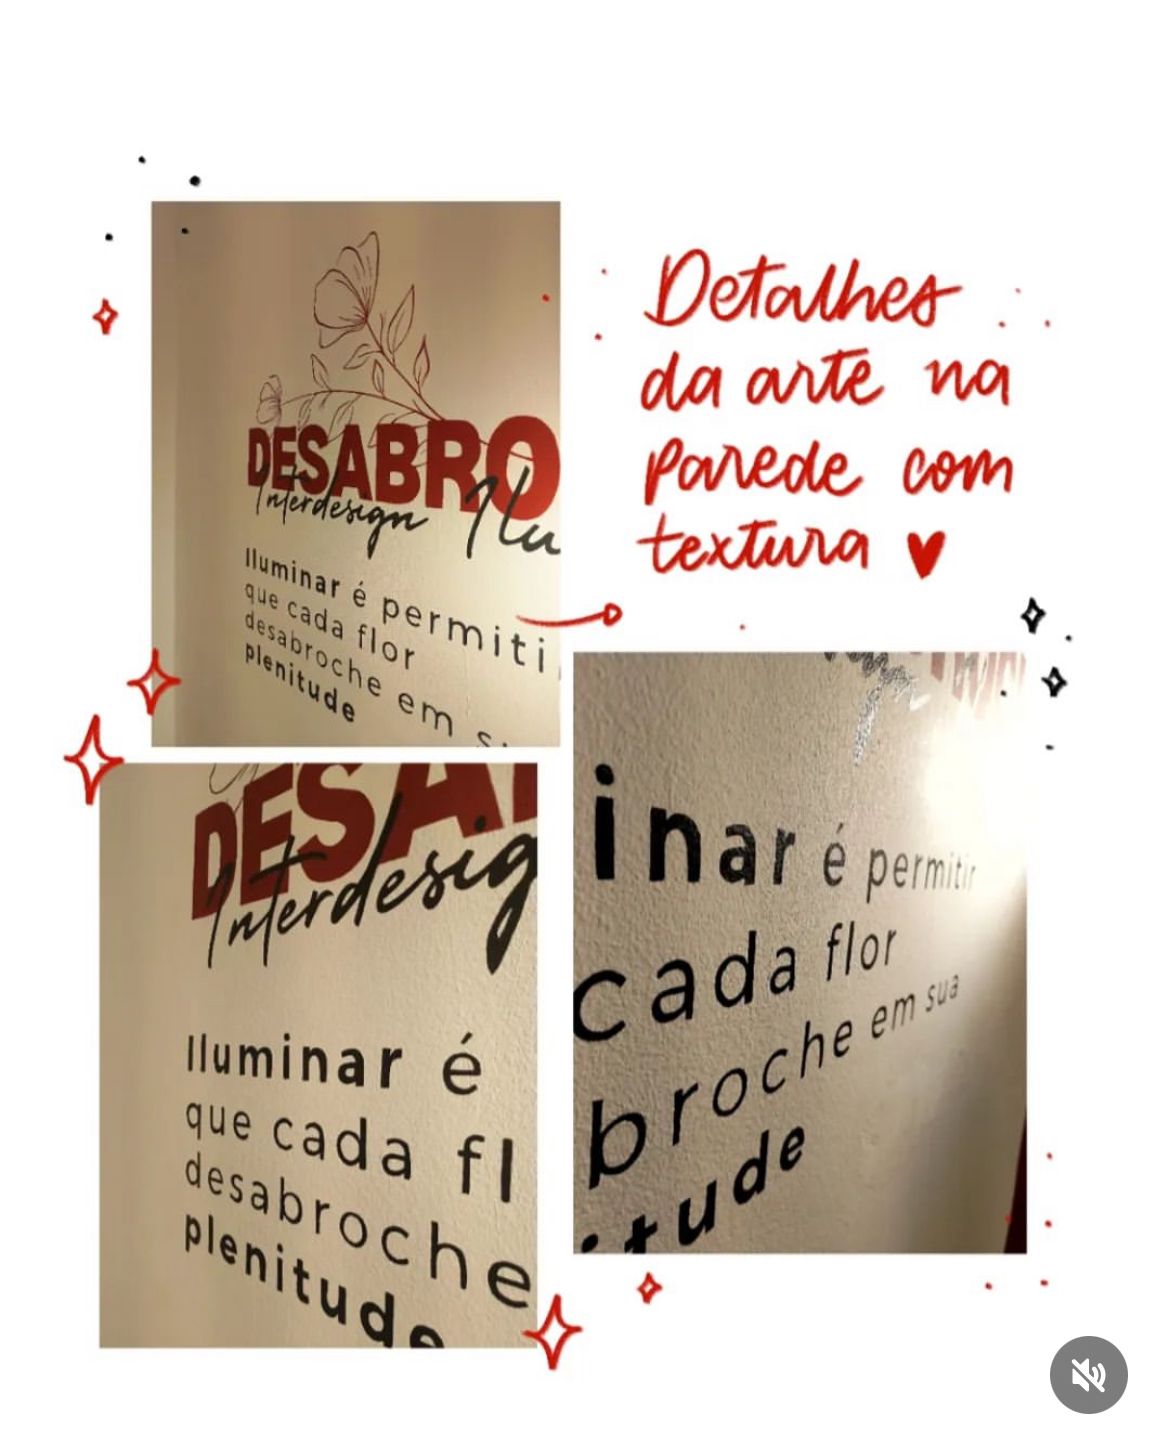 Detalhes
da arte na
parede com
textura
DESABRO
Interdesign Ilu
Iluminar é permiti
que cada flor
desabroche em s
plenitude
DESA
Interdesig
Iluminar é
que cada fl
desabroche
plenitude
inar é permitir
cada flor
broche em sua
itude